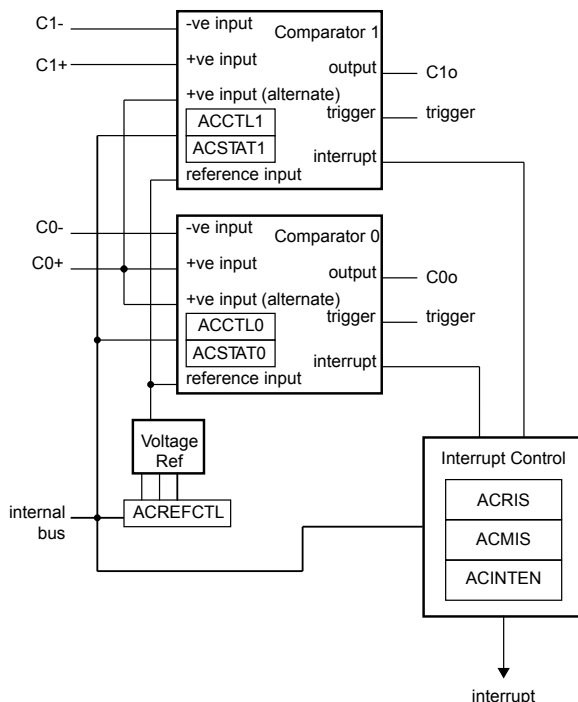 C1-
-ve input
Comparator 1
C1+
+ve input
output
C1o
+ve input (alternate)
trigger
trigger
ACCTL1
ACSTAT1
interrupt
reference input
C0-
-ve input
Comparator 0
C0+
+ve input
output
C0o
+ve input (alternate)
trigger
trigger
ACCTL0
ACSTAT0
interrupt
reference input
Voltage
Ref
internal
bus
ACREFCTL
Interrupt Control
ACRIS
ACMIS
ACINTEN
interrupt